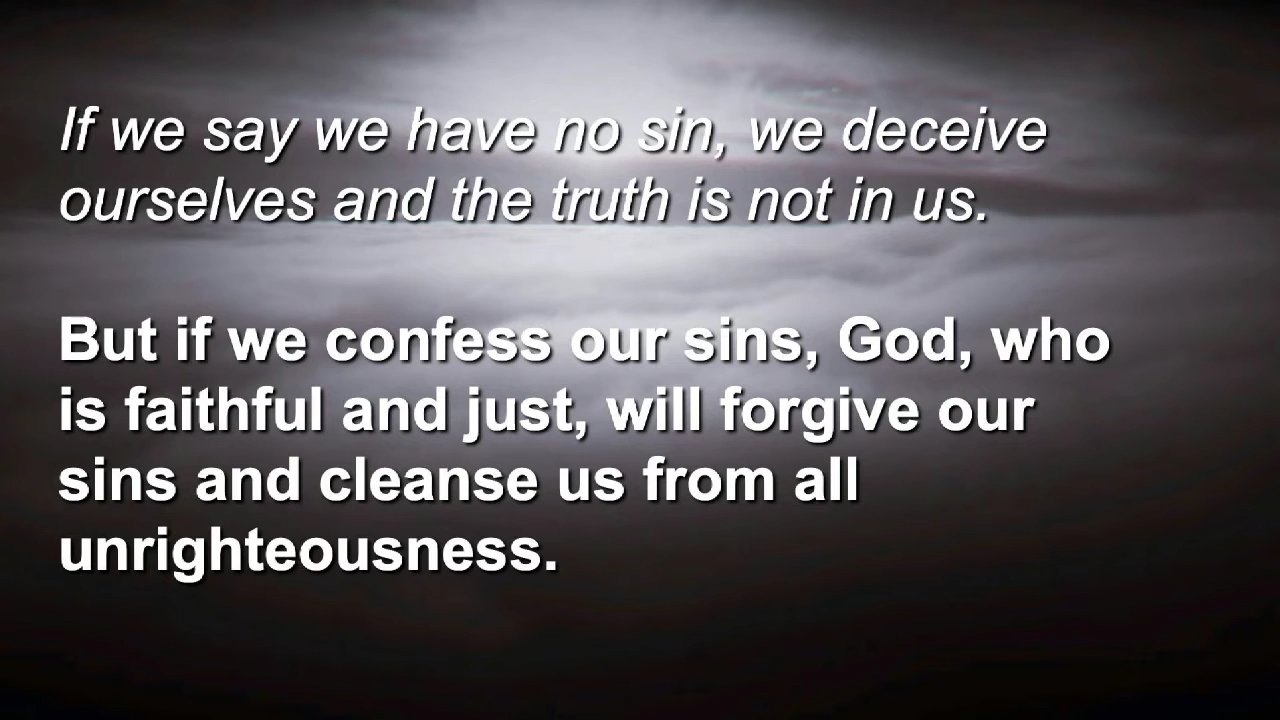 If we say we have no sin, we deceive
ourselves and the truth is not in us.
But if we confess our sins, God, who
is faithful and just, will forgive our
sins and cleanse us from all
unrighteousness.